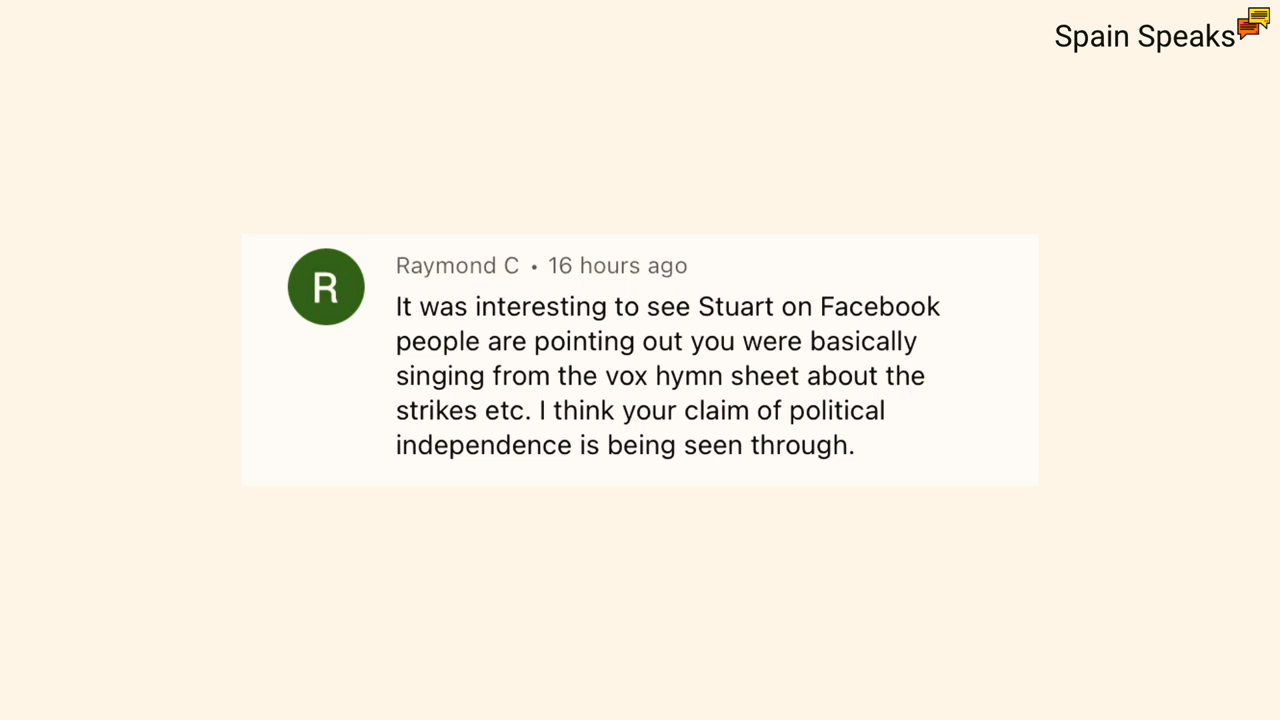 Spain Speaks
R
Raymond C • 16 hours ago
It was interesting to see Stuart on Facebook
people are pointing out you were basically
singing from the vox hymn sheet about the
strikes etc. I think your claim of political
independence is being seen through.